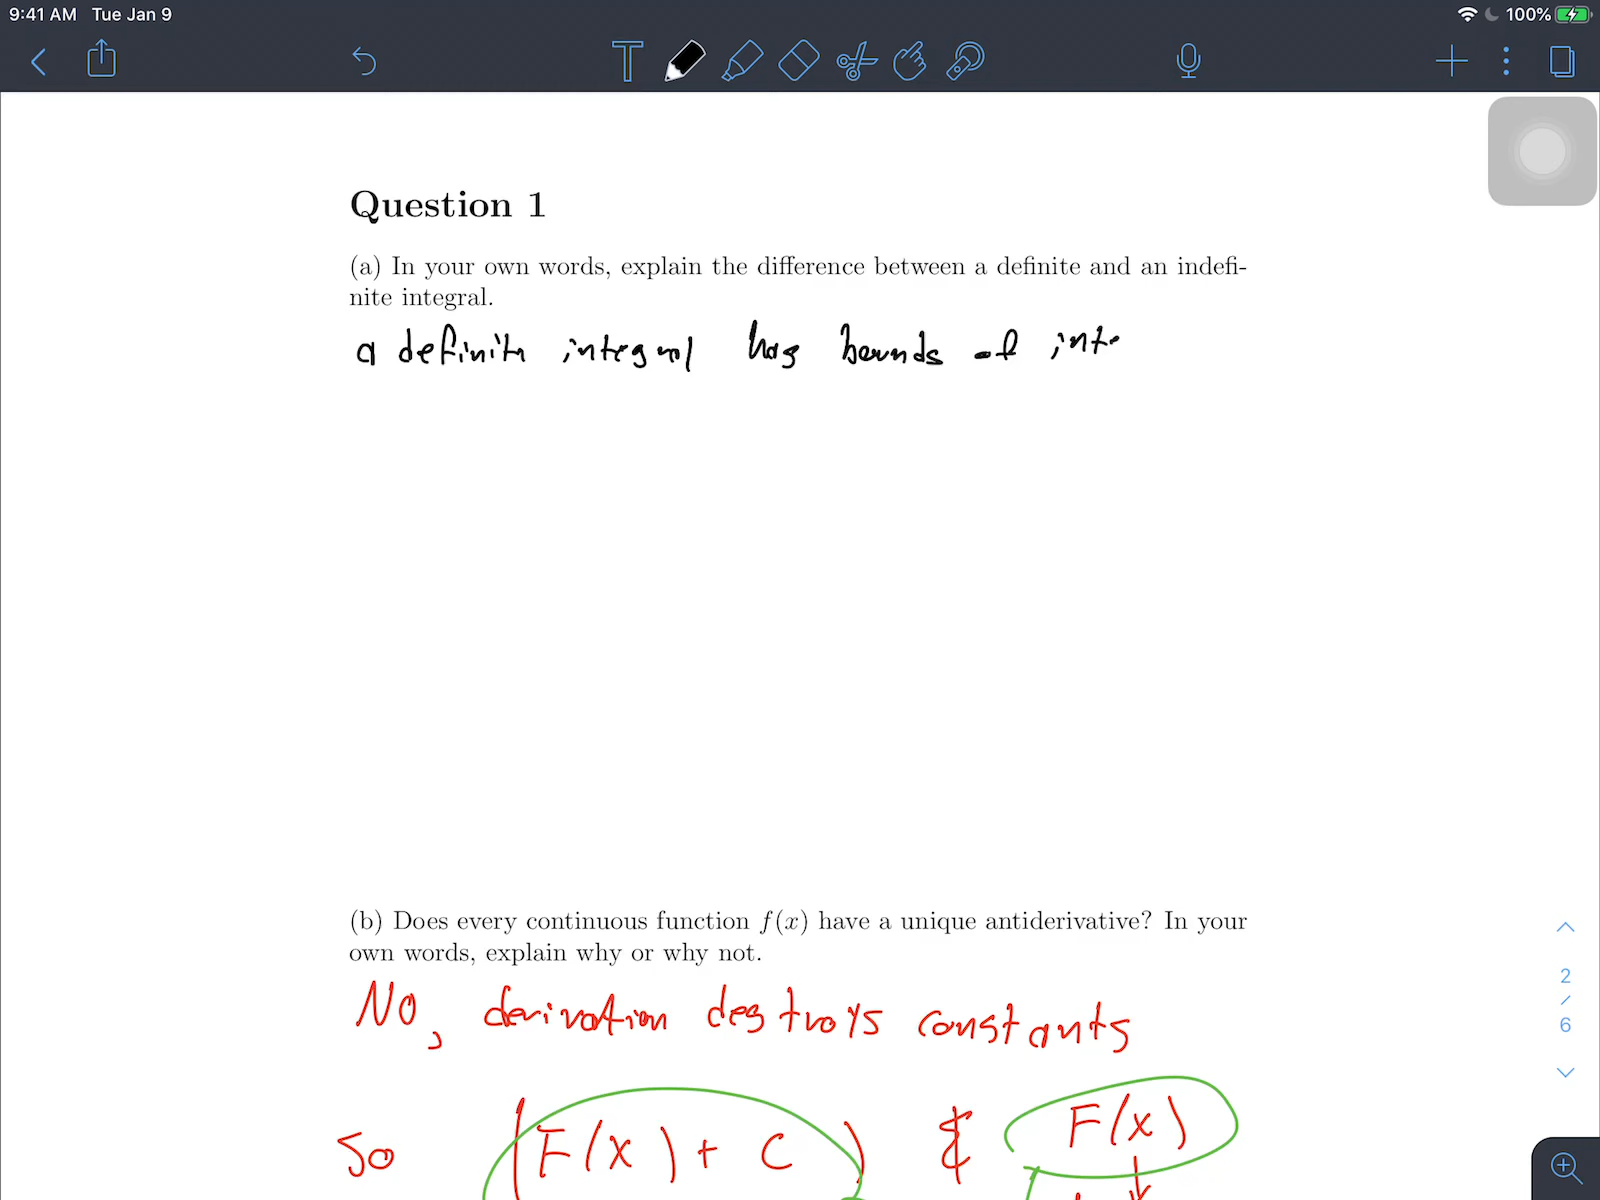 9:41 AM Tue Jan 9
100%
Question 1
(a) In your own words, explain the difference between a definite and an indefi-
nite integral.
a definite integral has bounds of inte
(b) Does every continuous function f(x) have a unique antiderivative? In your
own words, explain why or why not.
2
/
6
No, derivation destroys constants
So (F(x) + C) & F(x)